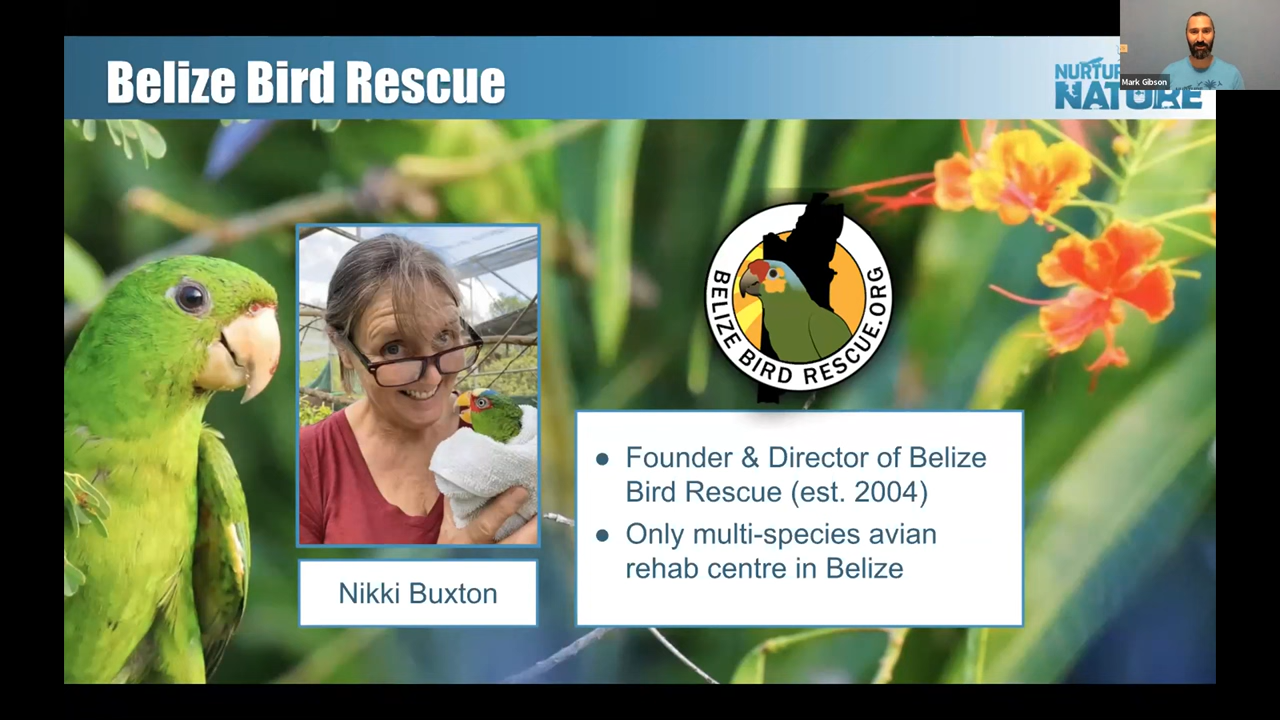 Belize Bird Rescue
NATURE
Mark Gibson
BELIZE BIRD RESCUE.ORG
● Founder & Director of Belize
Bird Rescue (est. 2004)
● Only multi-species avian
rehab centre in Belize
Nikki Buxton